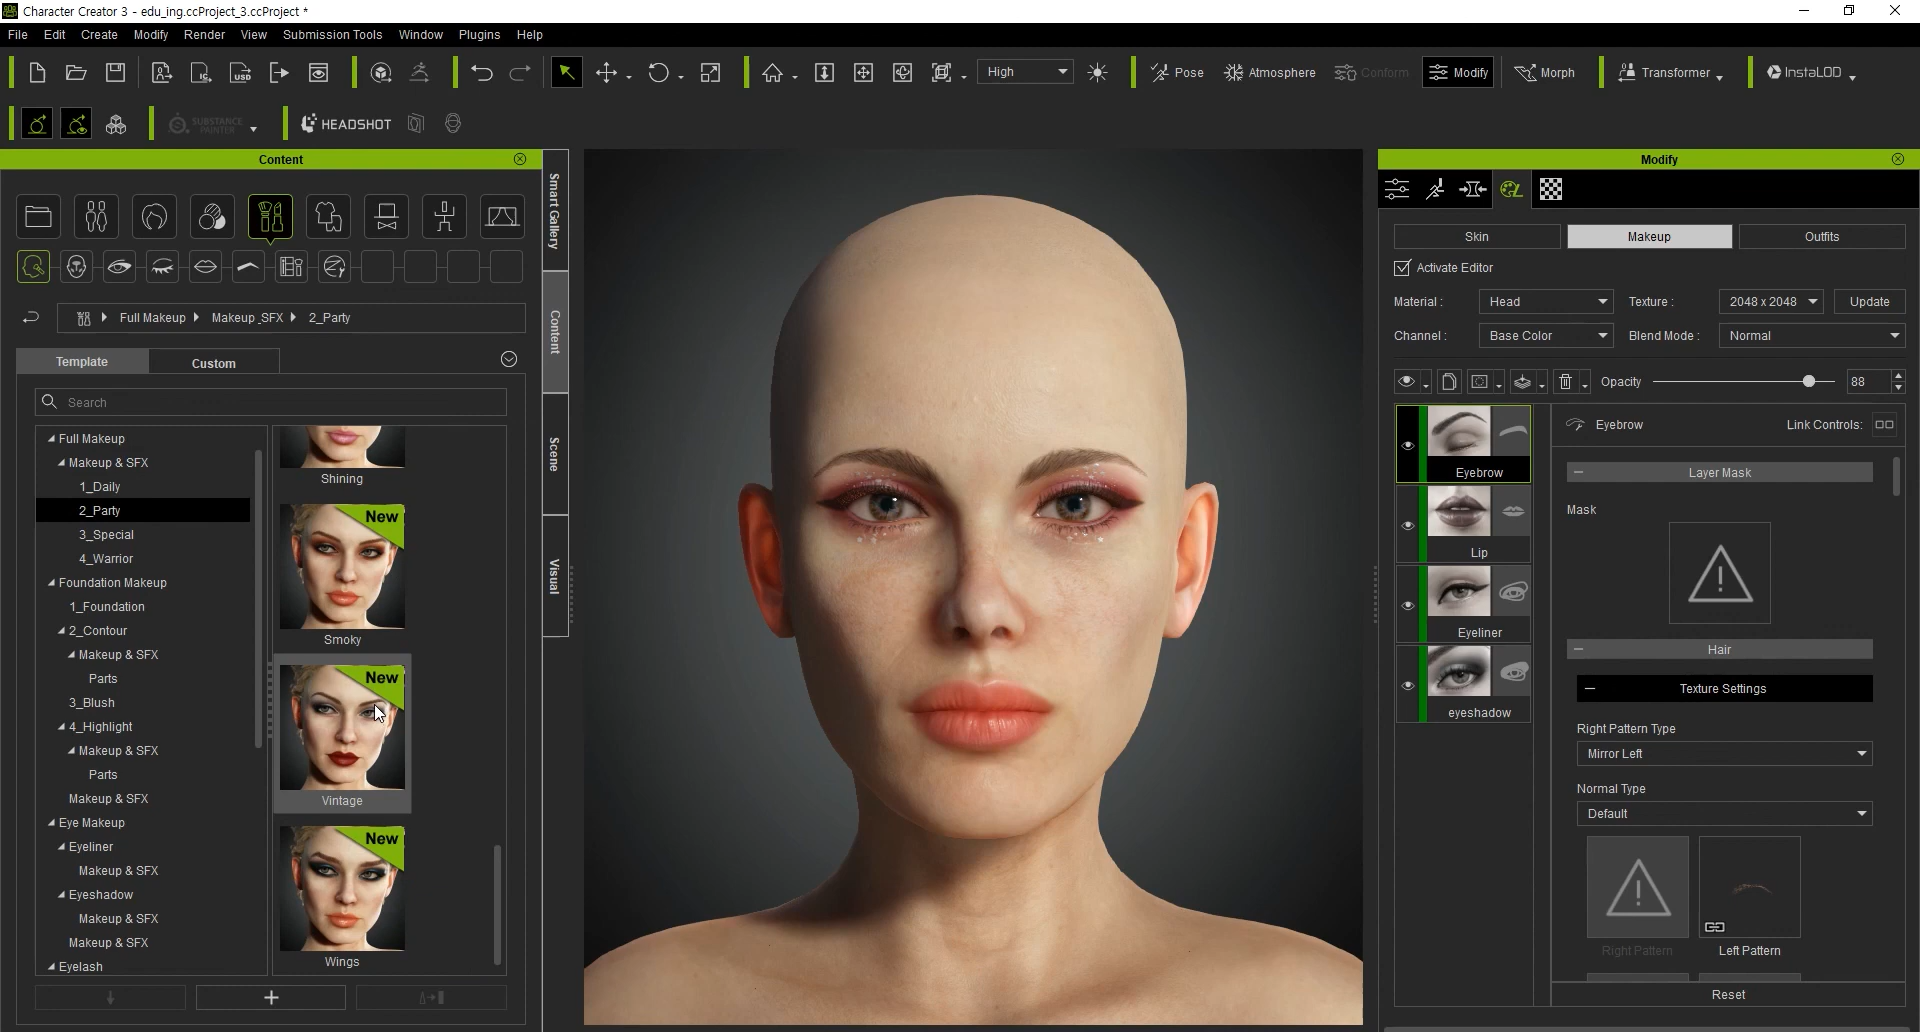 Character Creator 3 - edu_ing.ccProject_3.ccProject *
File Edit Create Modify Render View Submission Tools Window Plugins Help
High Pose Atmosphere Conform Modify Morph Transformer InstaLOD
SUBSTANCE PAINTER HEADSHOT
Content
Full Makeup Makeup_SFX 2_Party
Template Custom
Search
Full Makeup
Makeup & SFX
1_Daily
2_Party
3_Special
4_Warrior
Foundation Makeup
1_Foundation
2_Contour
Makeup & SFX
Parts
3_Blush
4_Highlight
Makeup & SFX
Parts
Makeup & SFX
Eye Makeup
Eyeliner
Makeup & SFX
Eyeshadow
Makeup & SFX
Makeup & SFX
Eyelash
Shining
New
Smoky
New
Vintage
New
Wings
Smart Gallery
Content
Scene
Visual
Modify
Skin Makeup Outfits
Activate Editor
Material : Head Texture : 2048 x 2048 Update
Channel : Base Color Blend Mode : Normal
Opacity 88
Eyebrow
Lip
Eyeliner
eyeshadow
Eyebrow Link Controls:
Layer Mask
Mask
Hair
Texture Settings
Right Pattern Type
Mirror Left
Normal Type
Default
Right Pattern Left Pattern
Reset